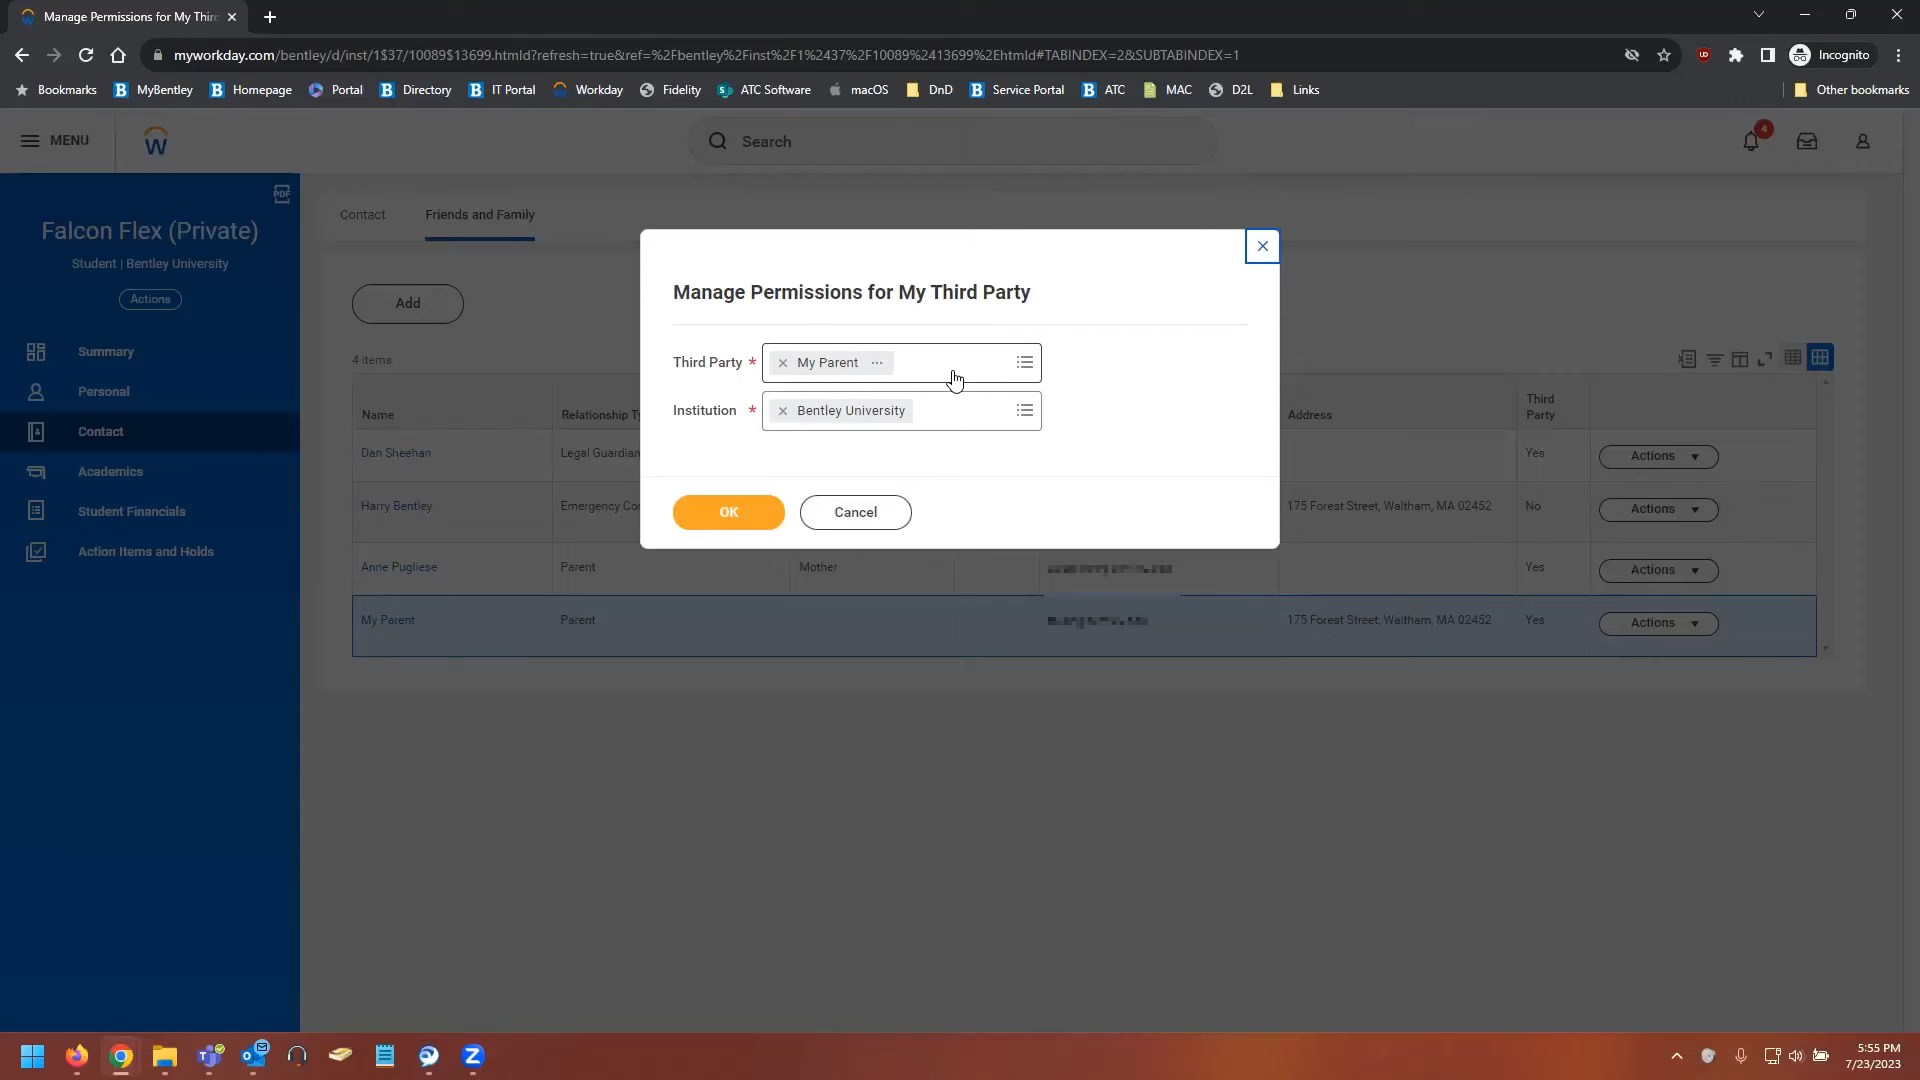 Manage Permissions for My Third
myworkday.com/bentley/d/inst/1$37/10089$13699.htmld?refresh=true&ref=%2Fbentley%2Finst%2F1%2437%2F10089%2413699%2Ehtmld#TABINDEX=2&SUBTABINDEX=1
Incognito
Bookmarks MyBentley Homepage Portal Directory IT Portal Workday Fidelity ATC Software macOS DnD Service Portal ATC MAC D2L Links Other bookmarks
MENU
Search
4
PDF
Falcon Flex (Private)
Student | Bentley University
Actions
Summary
Personal
Contact
Academics
Student Financials
Action Items and Holds
Contact Friends and Family
Add
4 items
Name Relationship Ty Address Third
Party
Dan Sheehan Legal Guardian Yes Actions
Harry Bentley Emergency Co 175 Forest Street, Waltham, MA 02452 No Actions
Anne Pugliese Parent Mother Yes Actions
My Parent Parent 175 Forest Street, Waltham, MA 02452 Yes Actions
Manage Permissions for My Third Party
Third Party * My Parent
Institution * Bentley University
OK Cancel
5:55 PM
7/23/2023